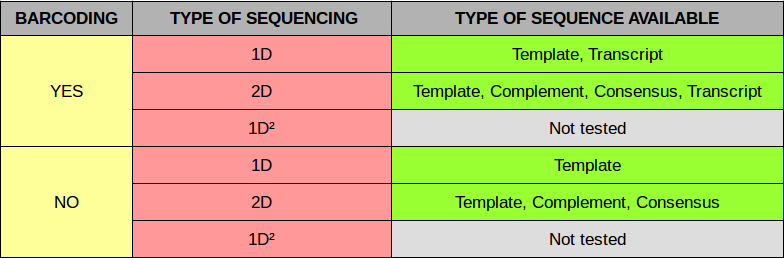 BARCODING TYPE OF SEQUENCING TYPE OF SEQUENCE AVAILABLE
YES
1D Template, Transcript
2D Template, Complement, Consensus, Transcript
1D² Not tested
NO
1D Template
2D Template, Complement, Consensus
1D² Not tested